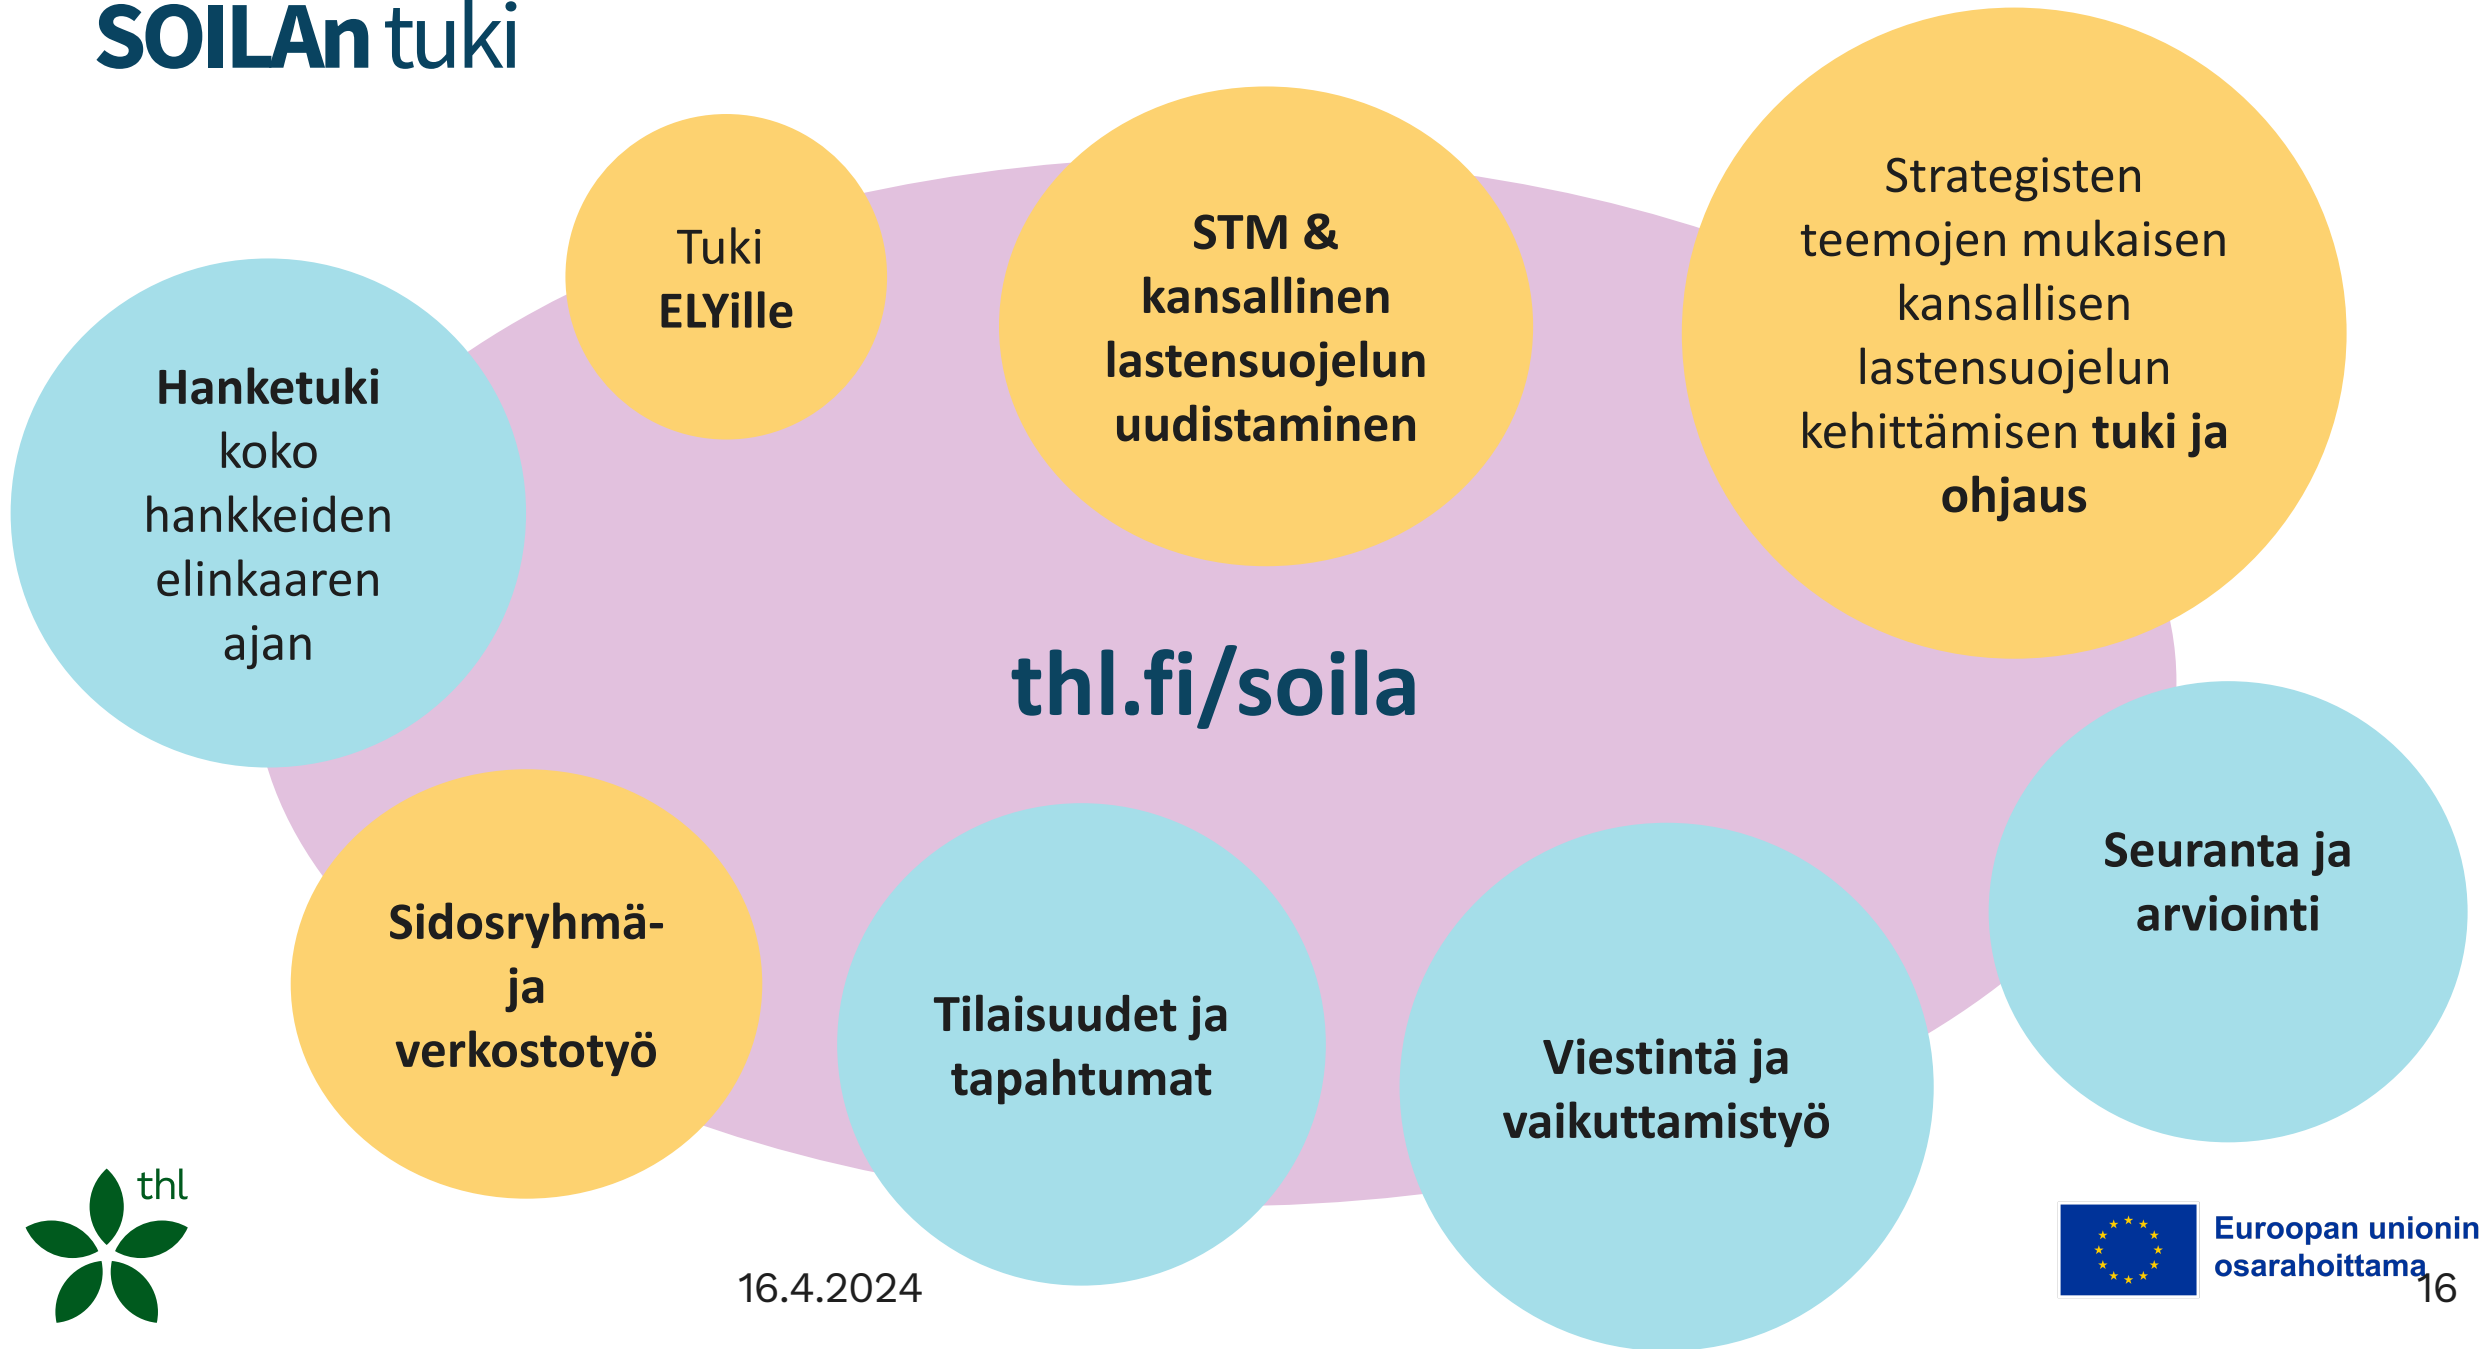 SOILAn tuki
Hanketuki
koko
hankkeiden
elinkaaren
ajan
Tuki
ELYille
STM &
kansallinen
lastensuojelun
uudistaminen
Strategisten
teemojen mukaisen
kansallisen
lastensuojelun
kehittämisen tuki ja
ohjaus
thl.fi/soila
Sidosryhmä-
ja
verkostotyö
Tilaisuudet ja
tapahtumat
Viestintä ja
vaikuttamistyö
Seuranta ja
arviointi
thl
16.4.2024
Euroopan unionin
osarahoittama
16